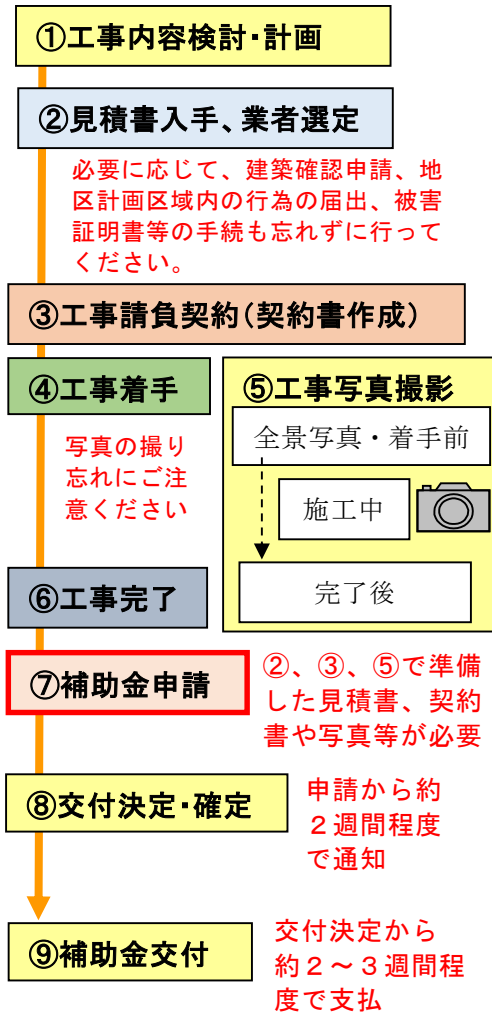 ①工事内容検討・計画
②見積書入手、業者選定
必要に応じて、建築確認申請、地
区計画区域内の行為の届出、被害
証明書等の手続も忘れずに行って
ください。
③工事請負契約(契約書作成)
④工事着手
写真の撮り
忘れにご注
意ください
⑤工事写真撮影
全景写真・着手前
施工中
完了後
⑥工事完了
⑦補助金申請
②、③、⑤で準備
した見積書、契約
書や写真等が必要
⑧交付決定・確定
申請から約
２週間程度
で通知
⑨補助金交付
交付決定から
約２～３週間程
度で支払